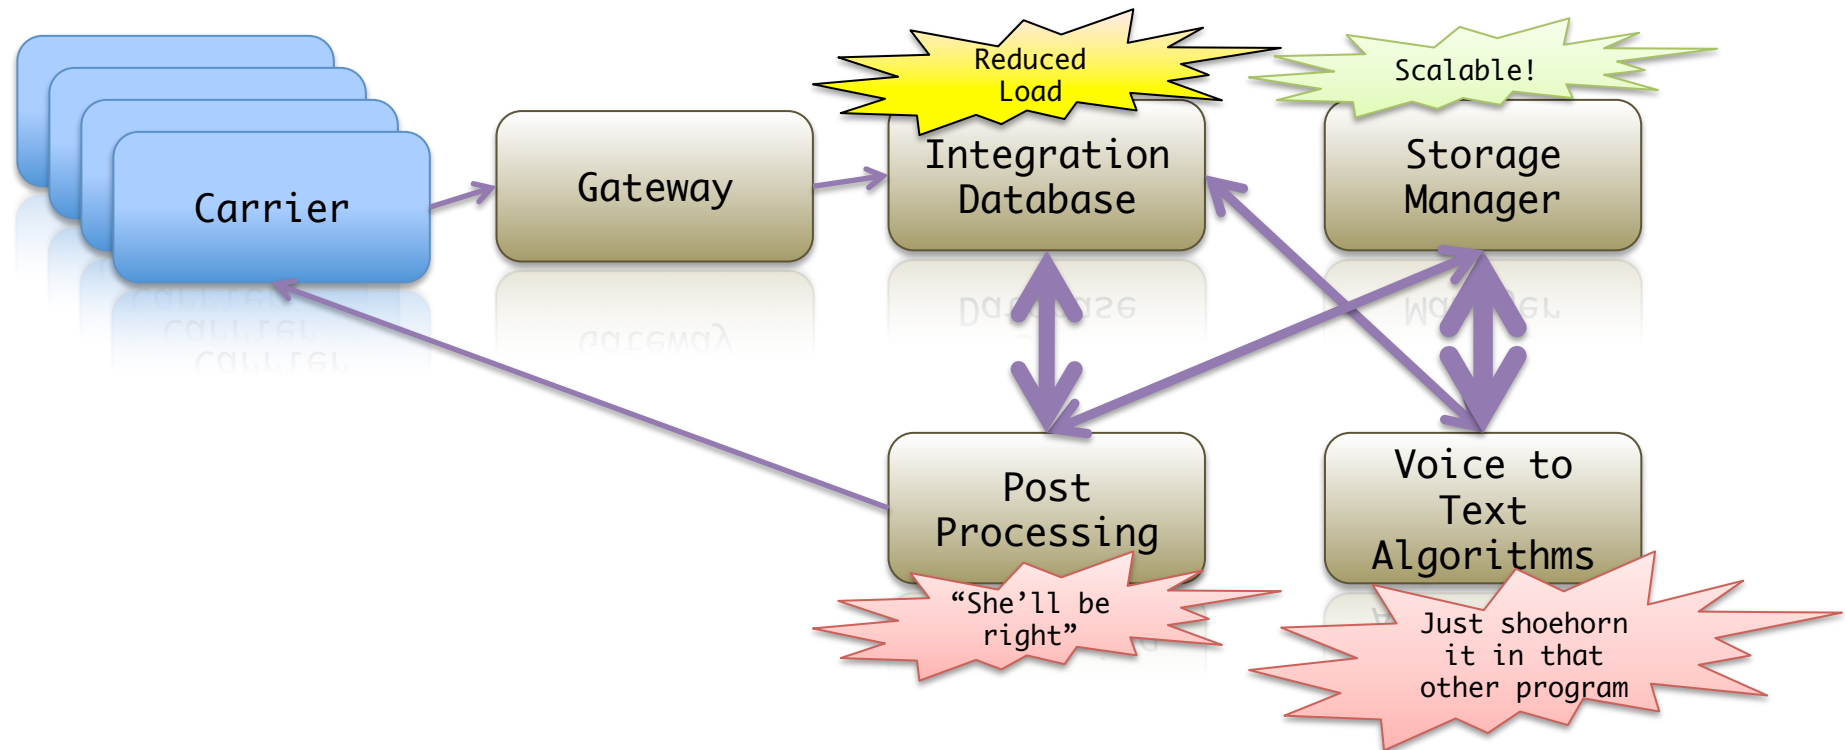 Reduced
Load
Scalable!
Carrier
Gateway
Integration
Database
Storage
Manager
Post
Processing
Voice to
Text
Algorithms
“She’ll be
right”
Just shoehorn
it in that
other program